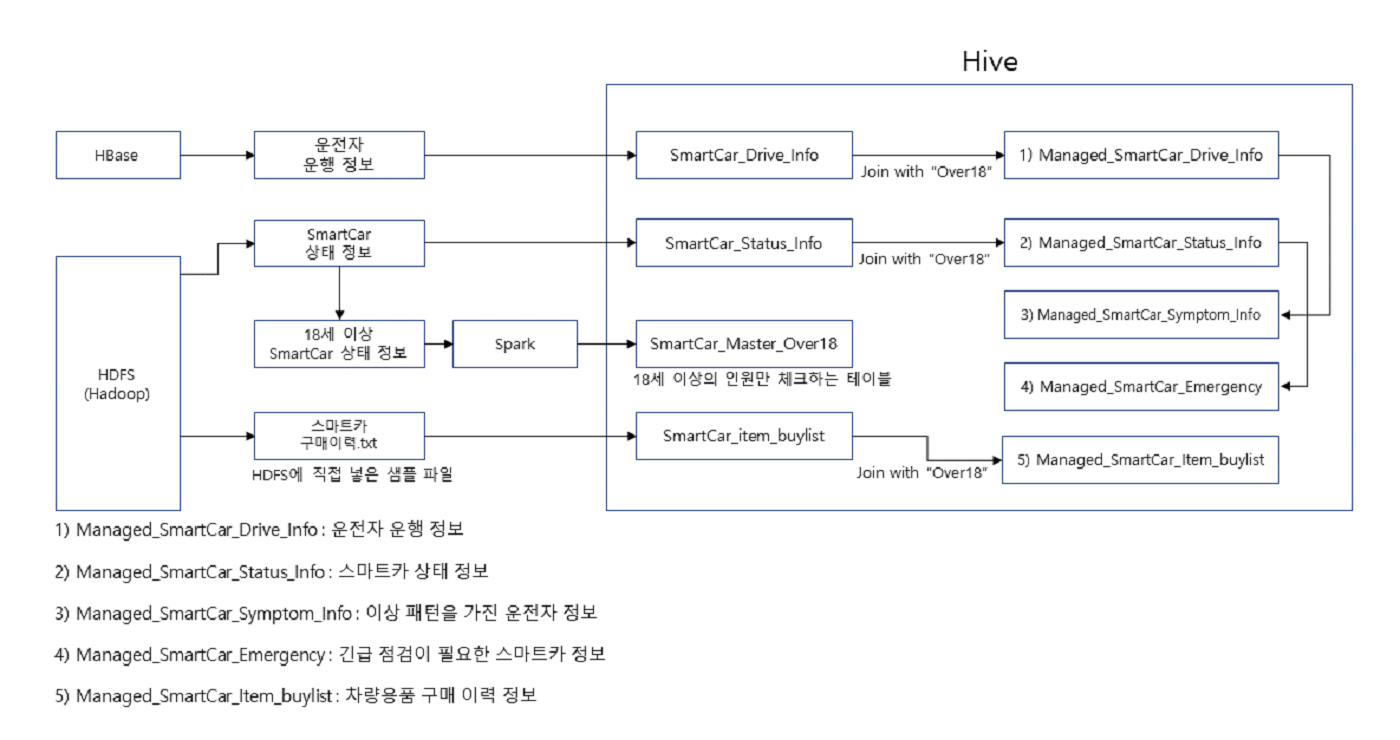 Hive
HBase
운전자
운행 정보
SmartCar_Drive_Info
Join with "Over18"
1) Managed_SmartCar_Drive_Info
SmartCar
상태 정보
SmartCar_Status_Info
Join with "Over18"
2) Managed_SmartCar_Status_Info
3) Managed_SmartCar_Symptom_Info
HDFS
(Hadoop)
18세 이상
SmartCar 상태 정보
Spark
SmartCar_Master_Over18
18세 이상의 인원만 체크하는 테이블
4) Managed_SmartCar_Emergency
스마트카
구매이력.txt
HDFS에 직접 넣은 샘플 파일
SmartCar_item_buylist
Join with "Over18"
5) Managed_SmartCar_Item_buylist
1) Managed_SmartCar_Drive_Info : 운전자 운행 정보
2) Managed_SmartCar_Status_Info : 스마트카 상태 정보
3) Managed_SmartCar_Symptom_Info : 이상 패턴을 가진 운전자 정보
4) Managed_SmartCar_Emergency : 긴급 점검이 필요한 스마트카 정보
5) Managed_SmartCar_Item_buylist : 차량용품 구매 이력 정보